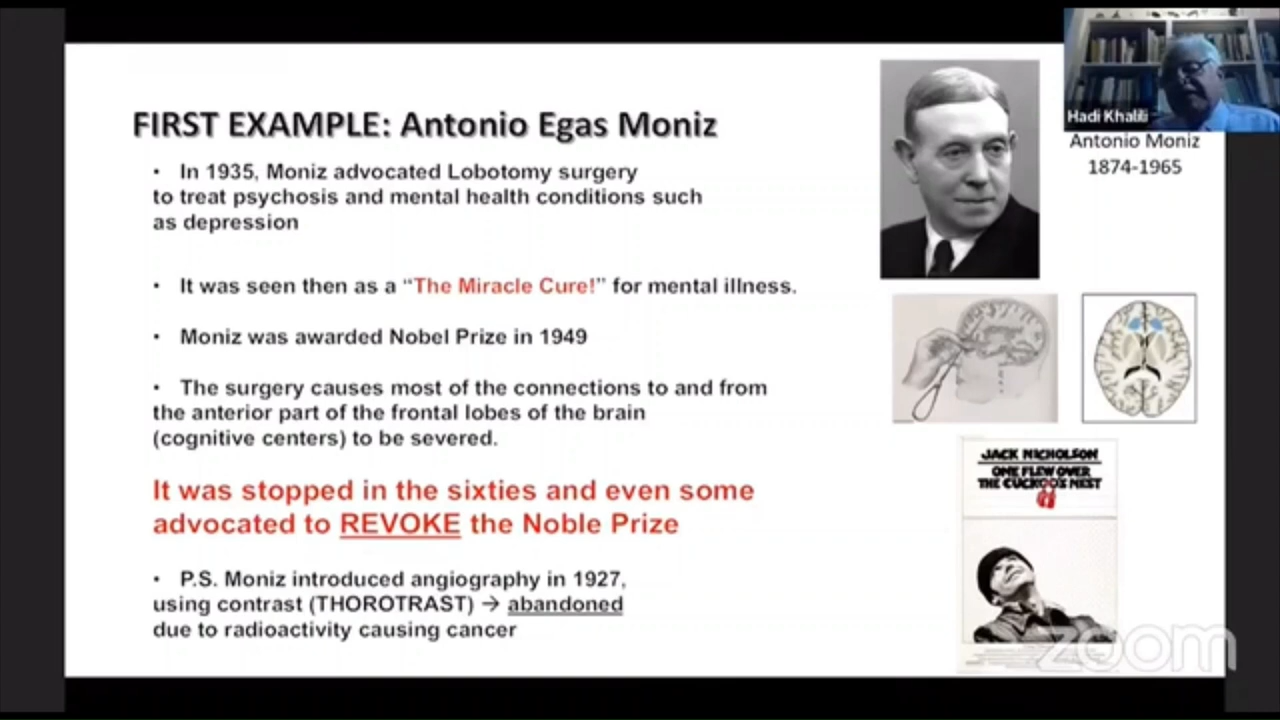 FIRST EXAMPLE: Antonio Egas Moniz
• In 1935, Moniz advocated Lobotomy surgery
to treat psychosis and mental health conditions such
as depression
• It was seen then as a “The Miracle Cure!” for mental illness.
• Moniz was awarded Nobel Prize in 1949
• The surgery causes most of the connections to and from
the anterior part of the frontal lobes of the brain
(cognitive centers) to be severed.
It was stopped in the sixties and even some
advocated to REVOKE the Noble Prize
• P.S. Moniz introduced angiography in 1927,
using contrast (THOROTRAST) → abandoned
due to radioactivity causing cancer
Hadi Khalili
Antonio Moniz
1874-1965
JACK NICHOLSON
ONE FLEW OVER
THE CUCKOO'S NEST
zoom